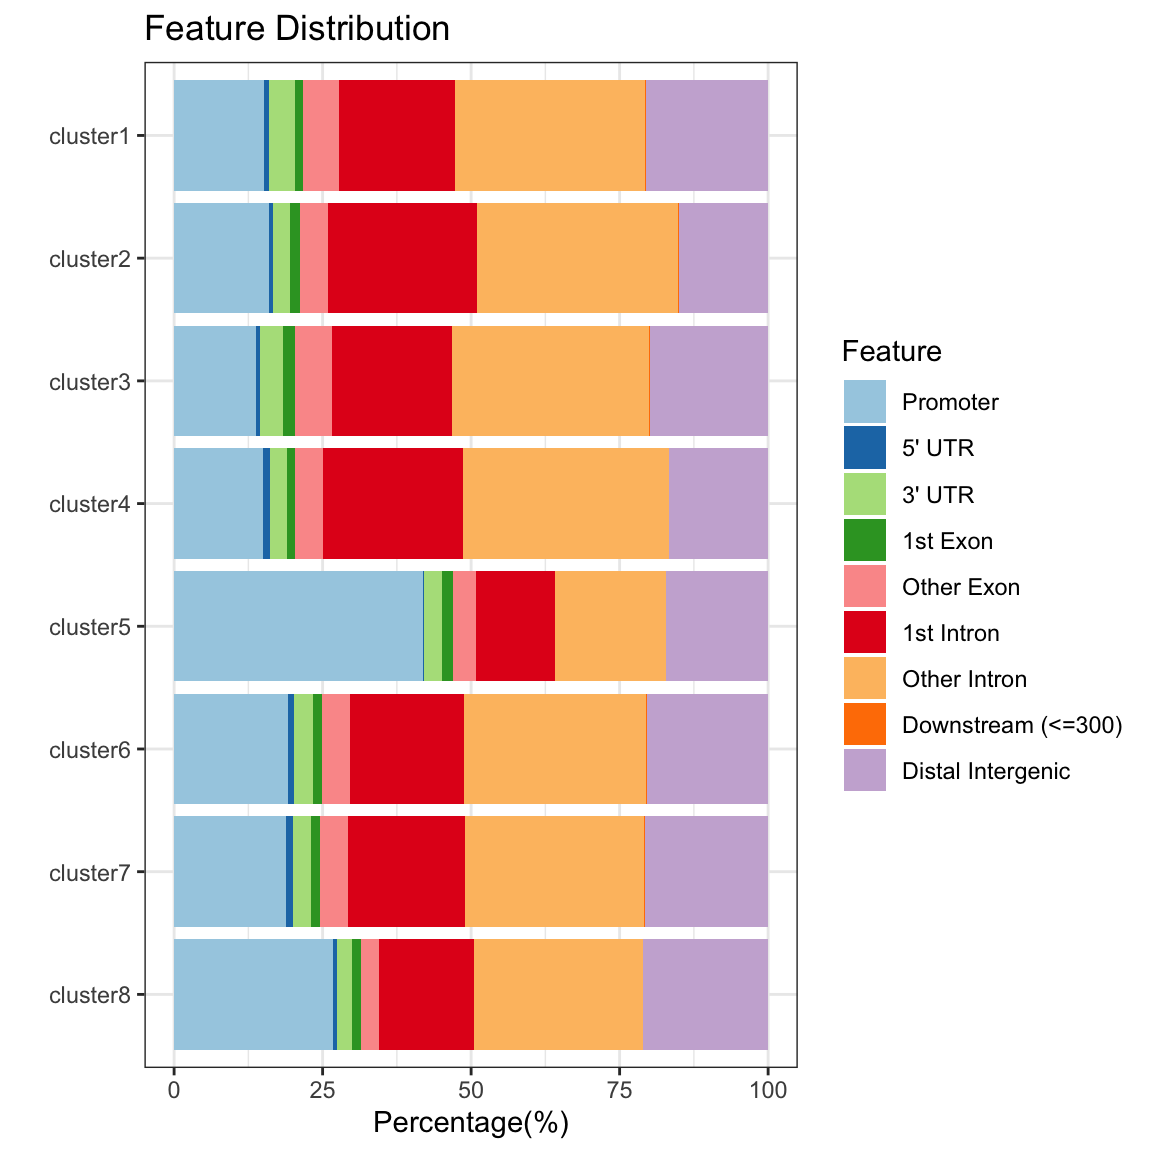 Feature Distribution
cluster1
cluster2
cluster3
cluster4
cluster5
cluster6
cluster7
cluster8
0 25 50 75 100
Percentage(%)
Feature
Promoter
5' UTR
3' UTR
1st Exon
Other Exon
1st Intron
Other Intron
Downstream (<=300)
Distal Intergenic